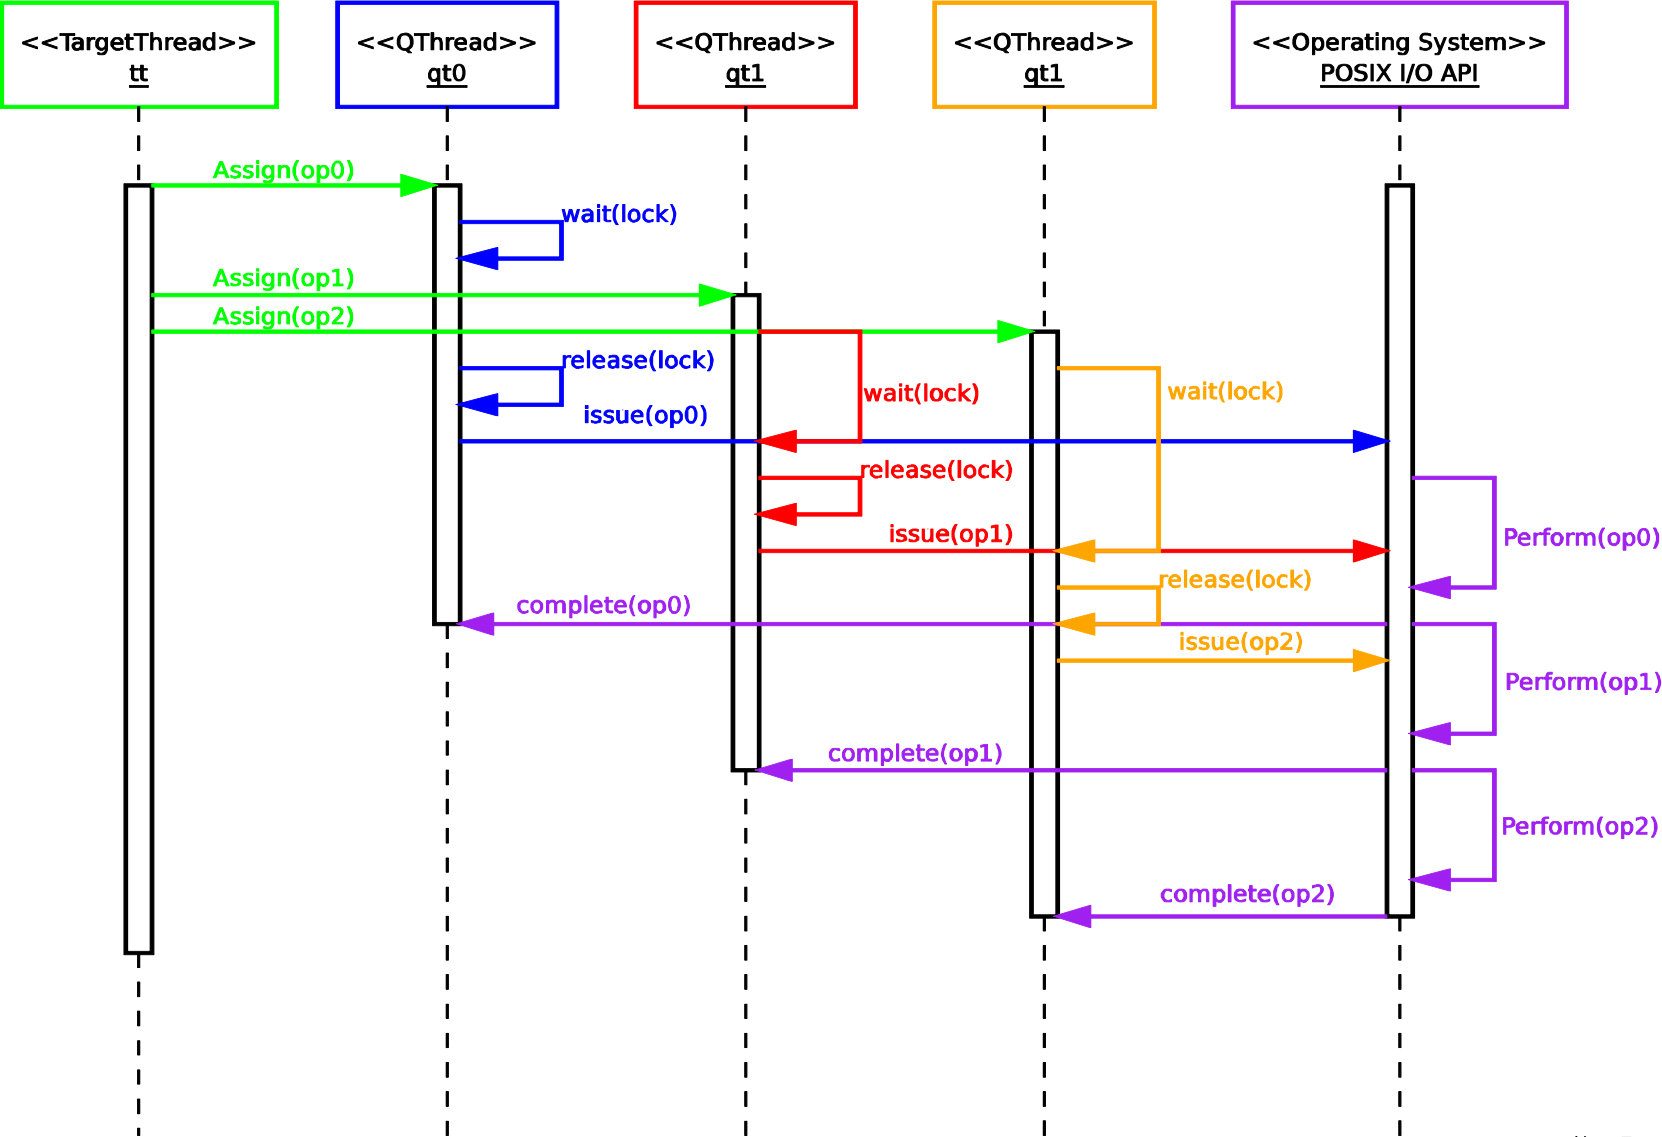 <<TargetThread>>
tt
<<QThread>>
qt0
<<QThread>>
qt1
<<QThread>>
qt1
<<Operating System>>
POSIX I/O API
Assign(op0)
wait(lock)
Assign(op1)
Assign(op2)
release(lock)
wait(lock)
wait(lock)
issue(op0)
release(lock)
issue(op1)
Perform(op0)
release(lock)
complete(op0)
issue(op2)
Perform(op1)
complete(op1)
Perform(op2)
complete(op2)